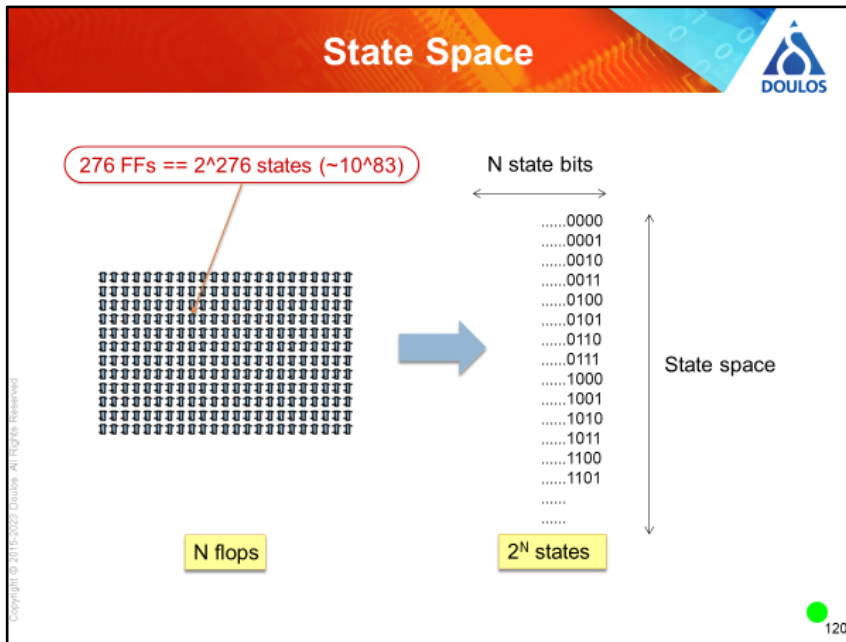 State Space
DOULOS
276 FFs == 2^276 states (~10^83)
N state bits
......0000
......0001
......0010
......0011
......0100
......0101
......0110
......0111
......1000
......1001
......1010
......1011
......1100
......1101
......
......
State space
N flops
2ᴺ states
Copyright © 2015-2023 Doulos. All Rights Reserved
120